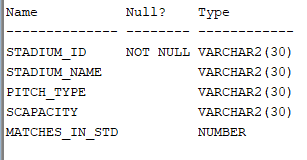 Name Null? Type
-------------- -------- ------------
STADIUM_ID NOT NULL VARCHAR2(30)
STADIUM_NAME VARCHAR2(30)
PITCH_TYPE VARCHAR2(30)
SCAPACITY VARCHAR2(30)
MATCHES_IN_STD NUMBER